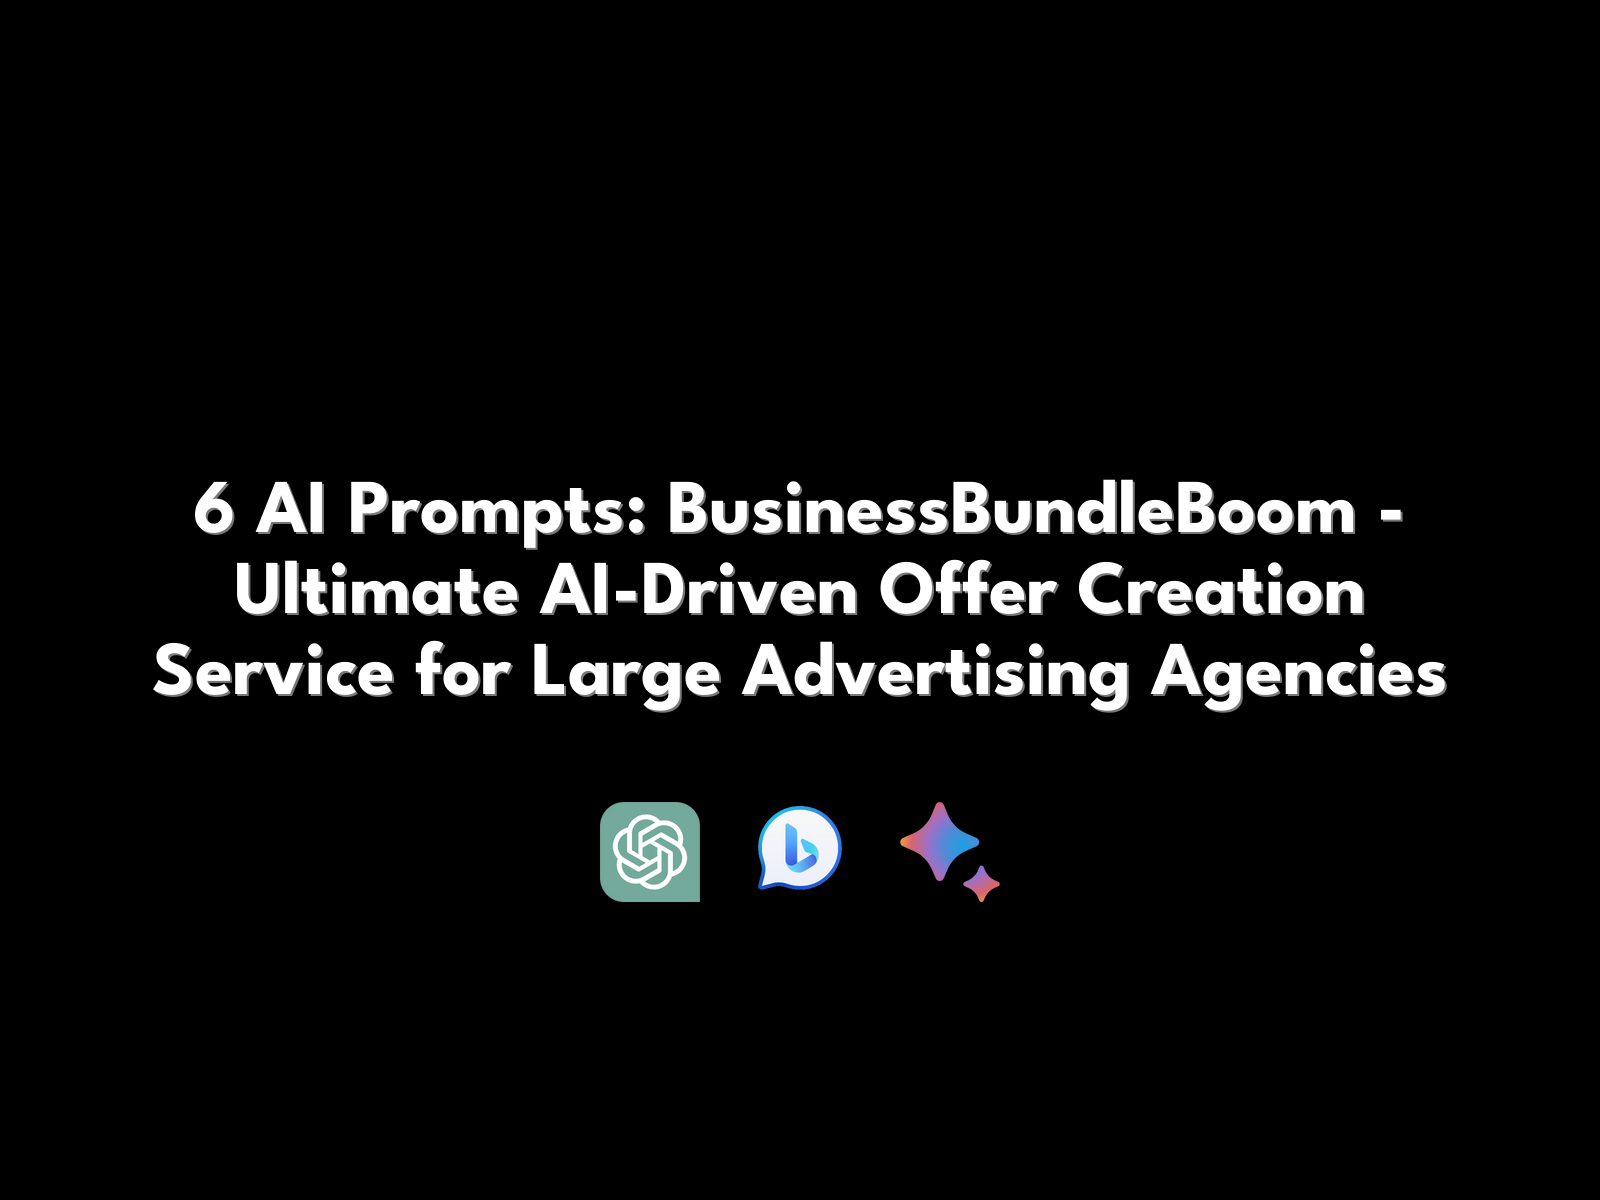 6 AI Prompts: BusinessBundleBoom -
Ultimate AI-Driven Offer Creation
Service for Large Advertising Agencies